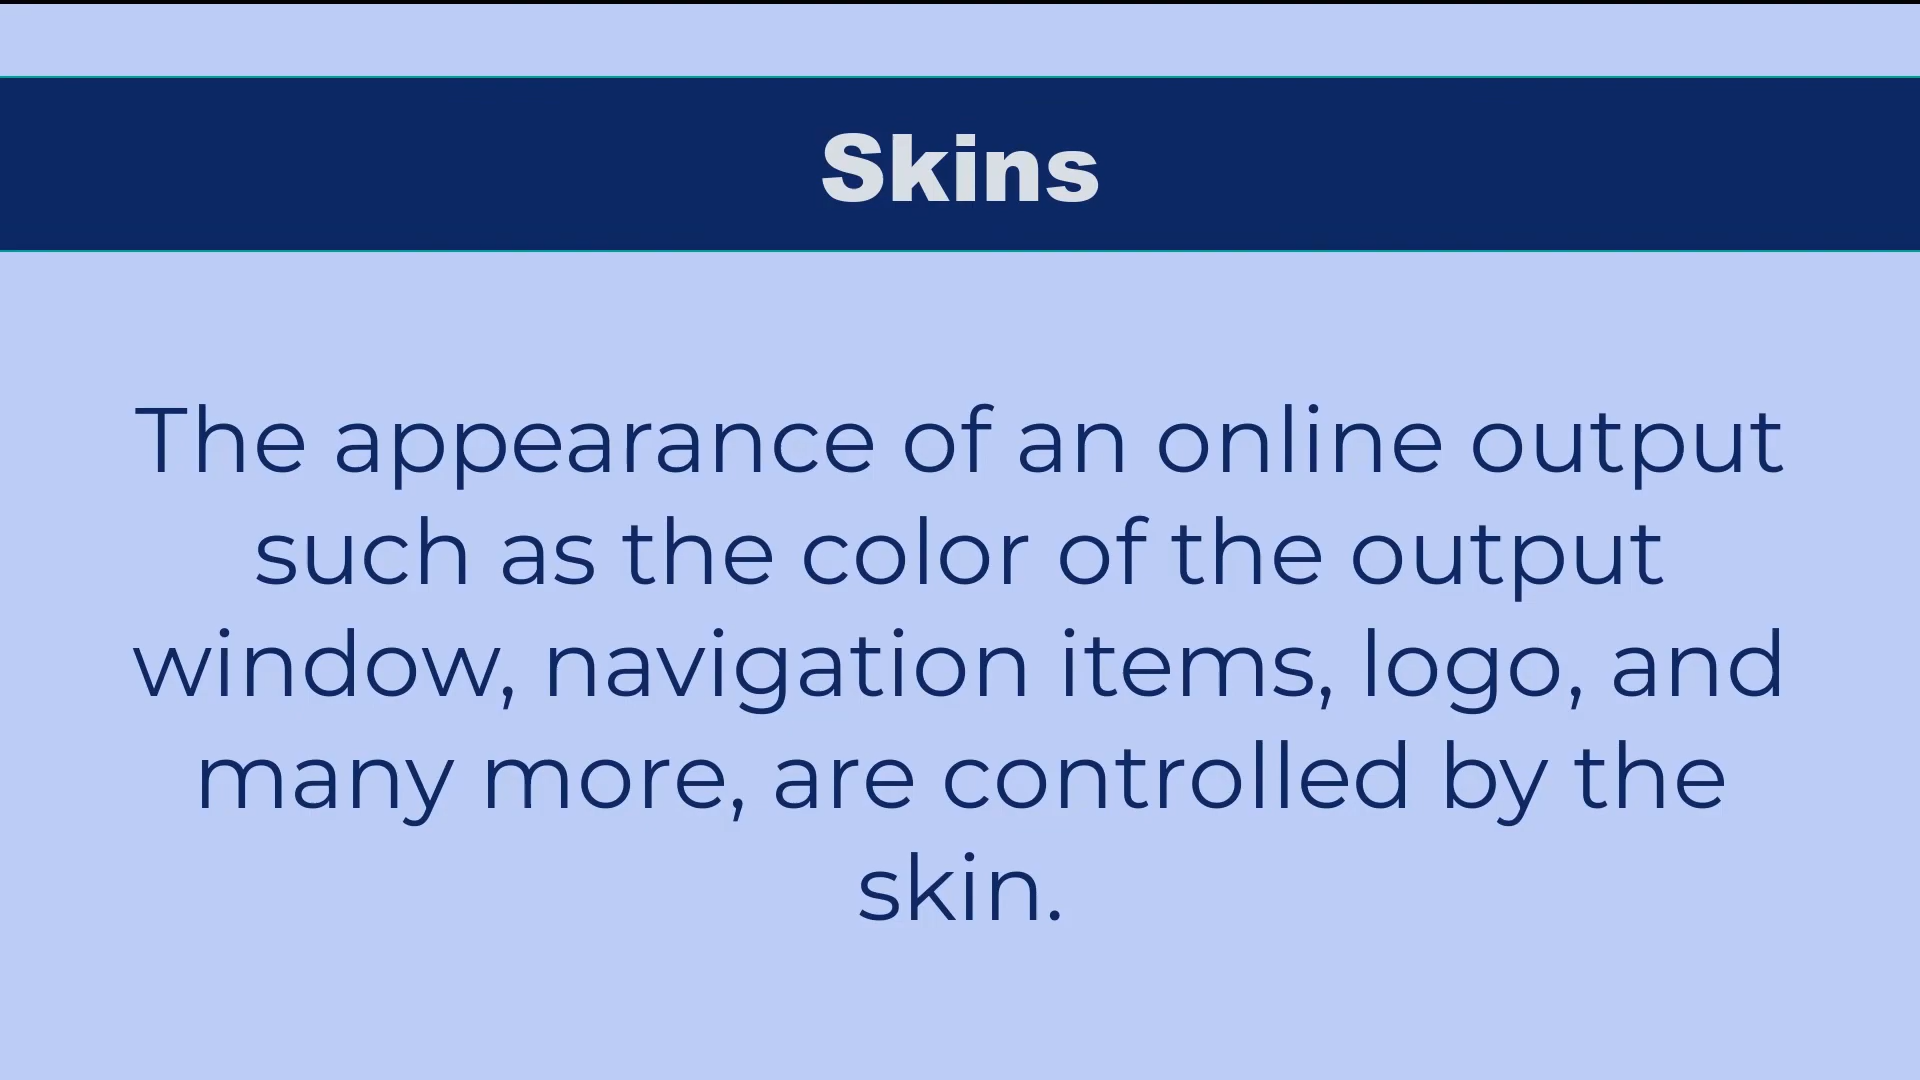 Skins
The appearance of an online output
such as the color of the output
window, navigation items, logo, and
many more, are controlled by the
skin.